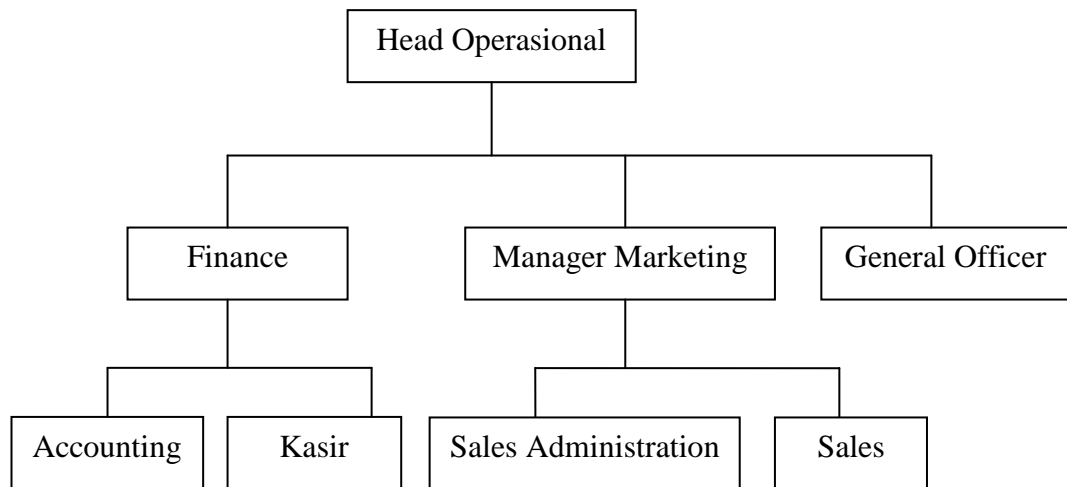 Head Operasional
Finance
Manager Marketing
General Officer
Accounting
Kasir
Sales Administration
Sales